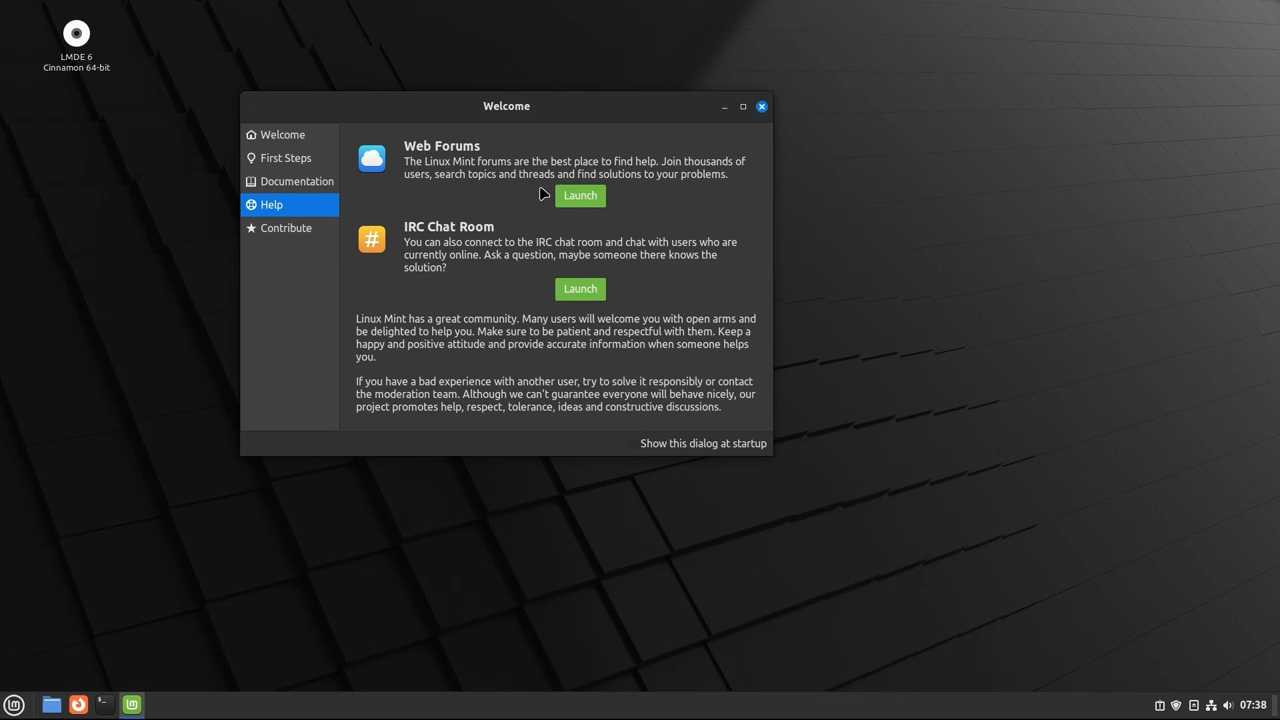 LMDE 6
Cinnamon 64-bit
Welcome
Welcome
First Steps
Documentation
Help
Contribute
Web Forums
The Linux Mint forums are the best place to find help. Join thousands of
users, search topics and threads and find solutions to your problems.
Launch
IRC Chat Room
You can also connect to the IRC chat room and chat with users who are
currently online. Ask a question, maybe someone there knows the
solution?
Launch
Linux Mint has a great community. Many users will welcome you with open arms and
be delighted to help you. Make sure to be patient and respectful with them. Keep a
happy and positive attitude and provide accurate information when someone helps
you.
If you have a bad experience with another user, try to solve it responsibly or contact
the moderation team. Although we can't guarantee everyone will behave nicely, our
project promotes help, respect, tolerance, ideas and constructive discussions.
Show this dialog at startup
07:38